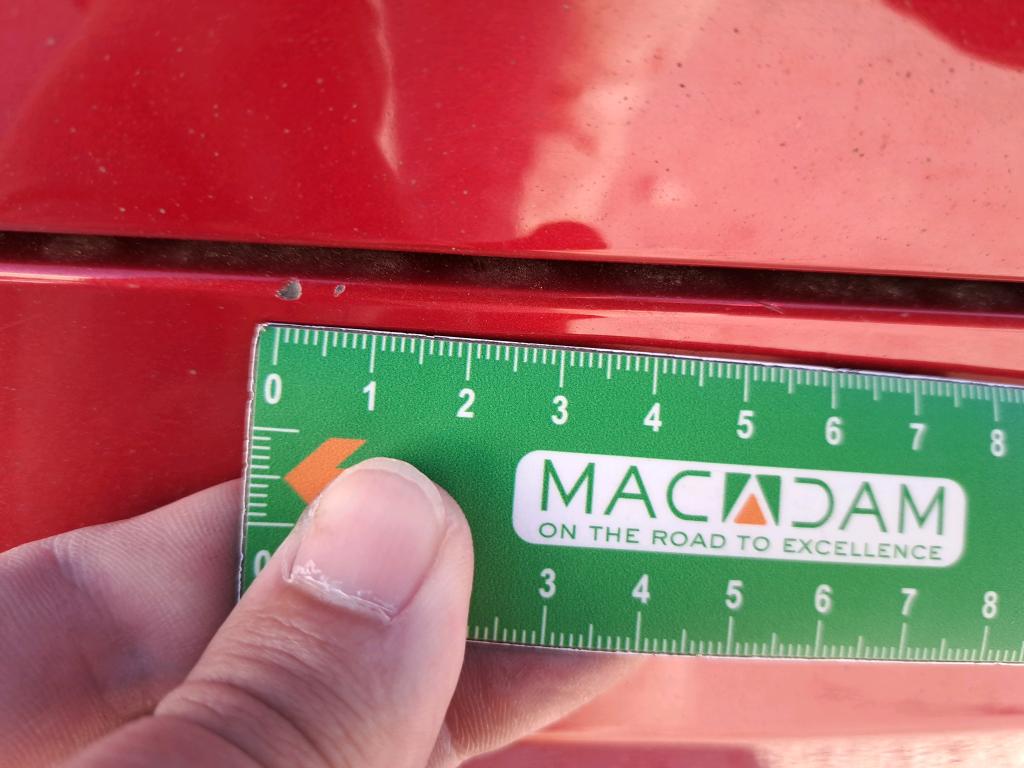 0 1 2 3 4 5 6 7 8
MACADAM
ON THE ROAD TO EXCELLENCE
0 3 4 5 6 7 8